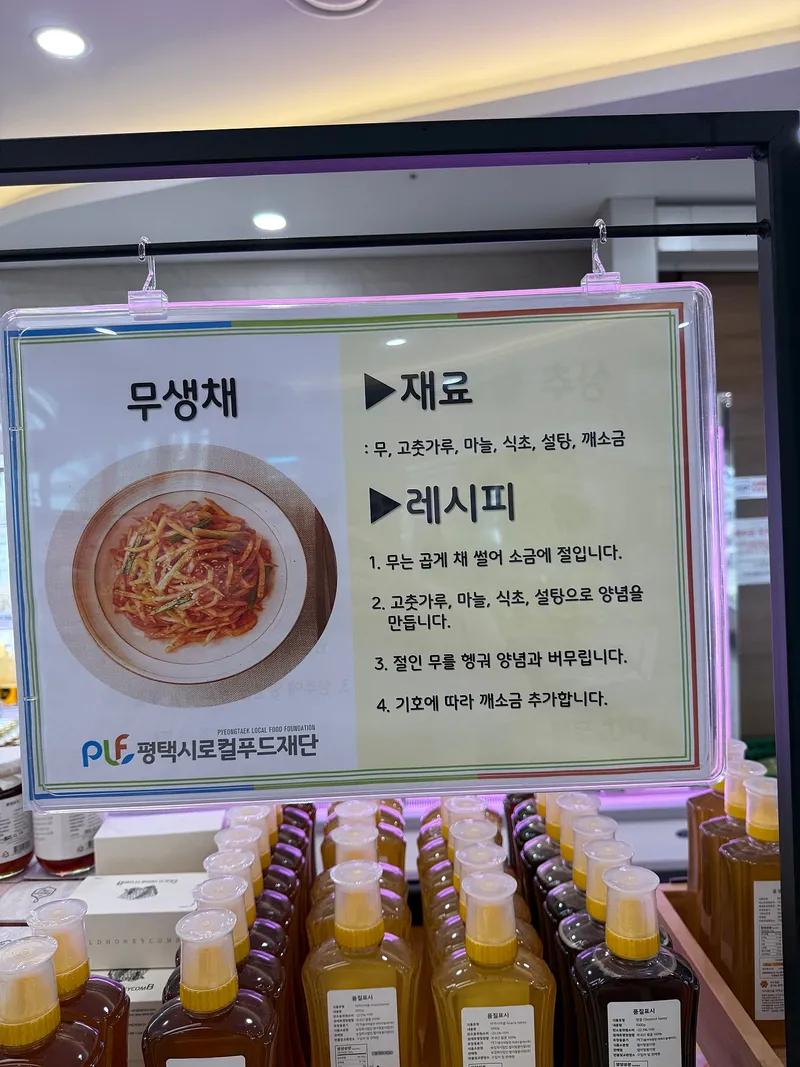 무생채
▶재료
: 무, 고춧가루, 마늘, 식초, 설탕, 깨소금
▶레시피
1. 무는 곱게 채 썰어 소금에 절입니다.
2. 고춧가루, 마늘, 식초, 설탕으로 양념을
만듭니다.
3. 절인 무를 헹궈 양념과 버무립니다.
4. 기호에 따라 깨소금 추가합니다.
PYEONGTAEK LOCAL FOOD FOUNDATION
PLF 평택시로컬푸드재단
품질표시
품질표시
품질표시